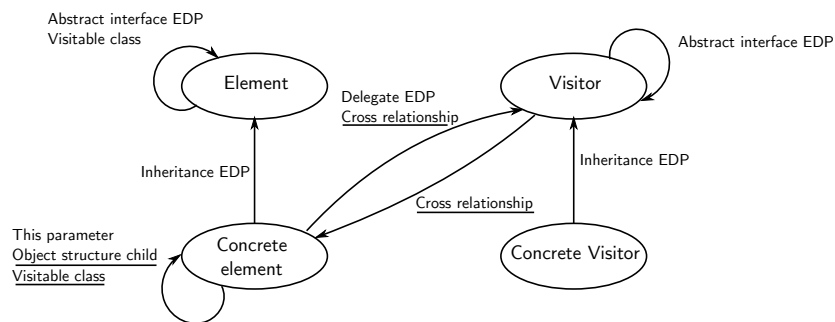 Abstract interface EDP
Visitable class
Element
Visitor
Abstract interface EDP
Delegate EDP
Cross relationship
Inheritance EDP
Inheritance EDP
Cross relationship
This parameter
Object structure child
Visitable class
Concrete
element
Concrete Visitor